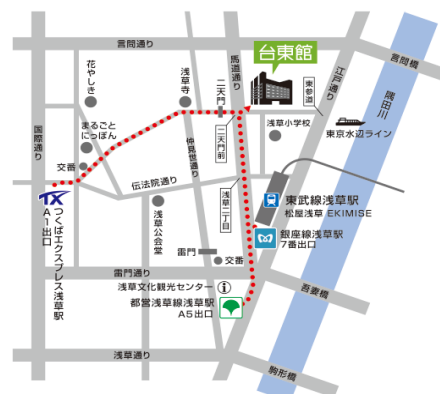 言問通り
台東館
花やしき
浅草寺
二天門
馬道通り
東参道
江戸通り
言問橋
隅田川
国際通り
まるごと
にっぽん
二天門前
浅草小学校
東京水辺ライン
交番
仲見世通り
伝法院通り
浅草二丁目
TX
つくばエクスプレス浅草駅
A1出口
浅草公会堂
東武線浅草駅
松屋浅草 EKIMISE
銀座線浅草駅
7番出口
雷門
交番
雷門通り
浅草文化観光センター
都営浅草線浅草駅
A5出口
吾妻橋
浅草通り
駒形橋